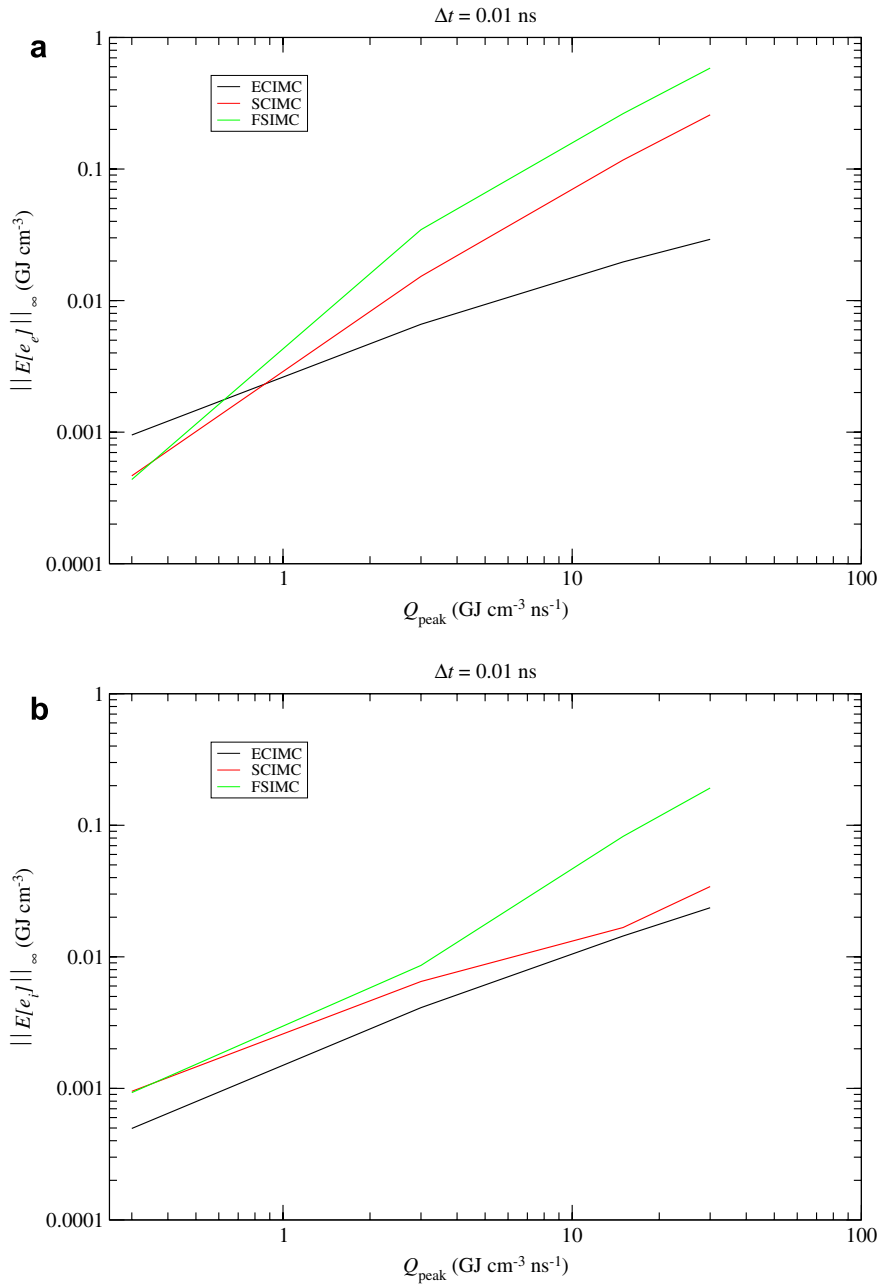 Δt = 0.01 ns
a
1
ECIMC
SCIMC
FSIMC
0.1
0.01
0.001
0.0001
||E[e_e]||_∞ (GJ cm⁻³)
1 10 100
Q_peak (GJ cm⁻³ ns⁻¹)
Δt = 0.01 ns
b
1
ECIMC
SCIMC
FSIMC
0.1
0.01
0.001
0.0001
||E[e_i]||_∞ (GJ cm⁻³)
1 10 100
Q_peak (GJ cm⁻³ ns⁻¹)